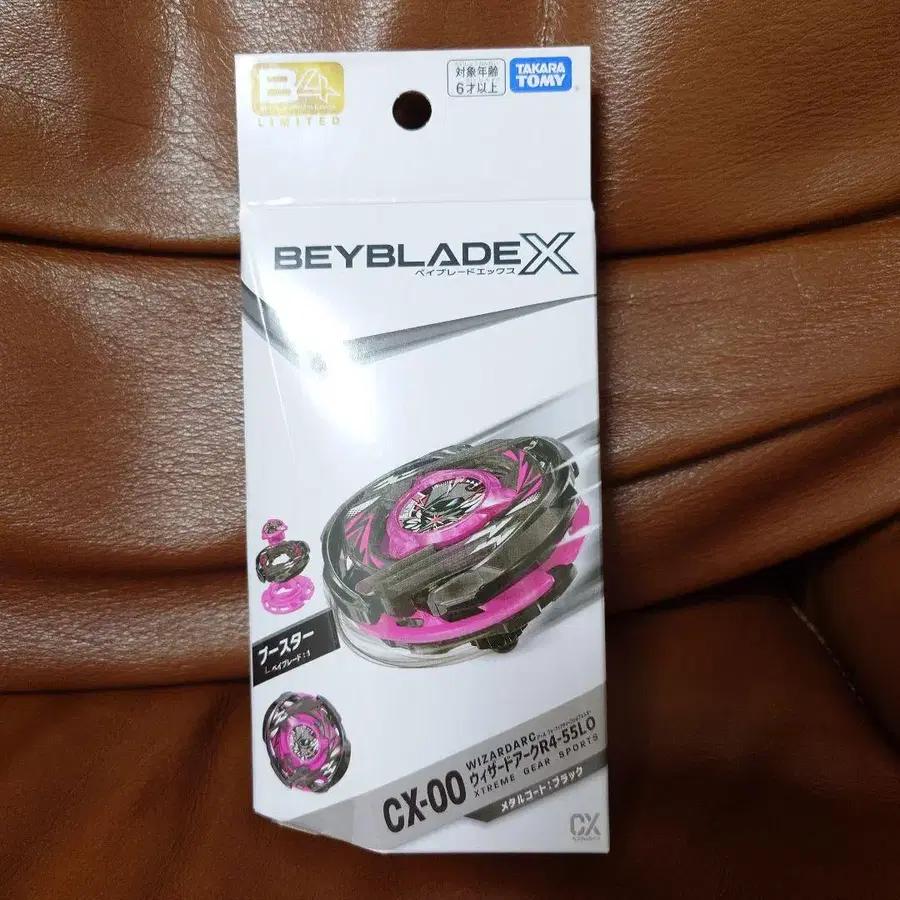 B4
LIMITED
対象年齢
6才以上
TAKARA
TOMY
BEYBLADE X
ベイブレードエックス
ブースター
ベイブレード:1
CX-00
WIZARDARC
ウィザードアークR4-55LO
XTREME GEAR SPORTS
メタルコート:ブラック
CX